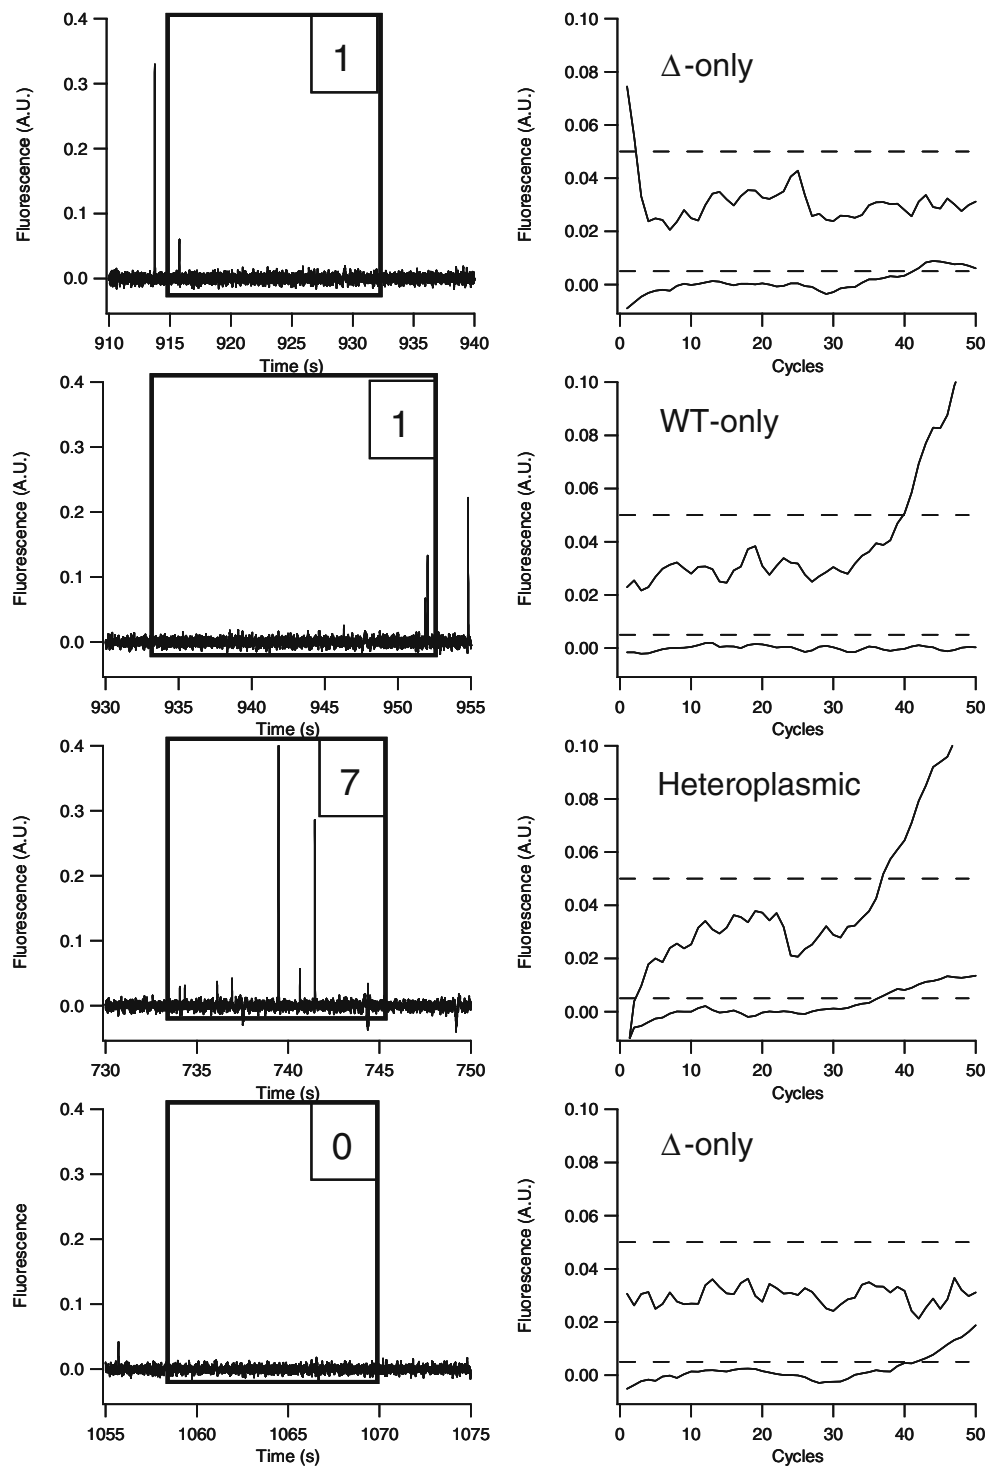 0.4
0.3
0.2
0.1
0.0
Fluorescence (A.U.)
1
910 915 920 925 930 935 940
Time (s)
0.10
0.08
0.06
0.04
0.02
0.00
Fluorescence (A.U.)
Δ-only
0 10 20 30 40 50
Cycles
0.4
0.3
0.2
0.1
0.0
Fluorescence (A.U.)
1
930 935 940 945 950 955
Time (s)
0.10
0.08
0.06
0.04
0.02
0.00
Fluorescence (A.U.)
WT-only
0 10 20 30 40 50
Cycles
0.4
0.3
0.2
0.1
0.0
Fluorescence (A.U.)
7
730 735 740 745 750
Time (s)
0.10
0.08
0.06
0.04
0.02
0.00
Fluorescence (A.U.)
Heteroplasmic
0 10 20 30 40 50
Cycles
0.4
0.3
0.2
0.1
0.0
Fluorescence
0
1055 1060 1065 1070 1075
Time (s)
0.10
0.08
0.06
0.04
0.02
0.00
Fluorescence (A.U.)
Δ-only
0 10 20 30 40 50
Cycles